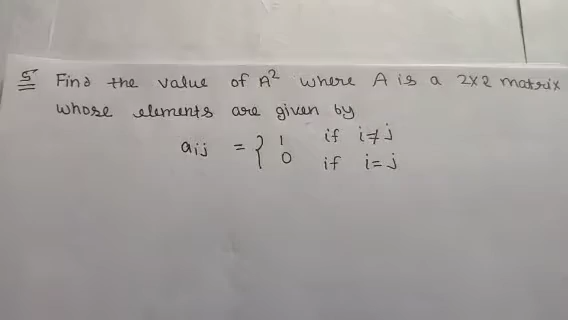 5 Find the value of A² where A is a 2×2 matrix
whose elements are given by
aij = { 1 if i≠j
0 if i=j